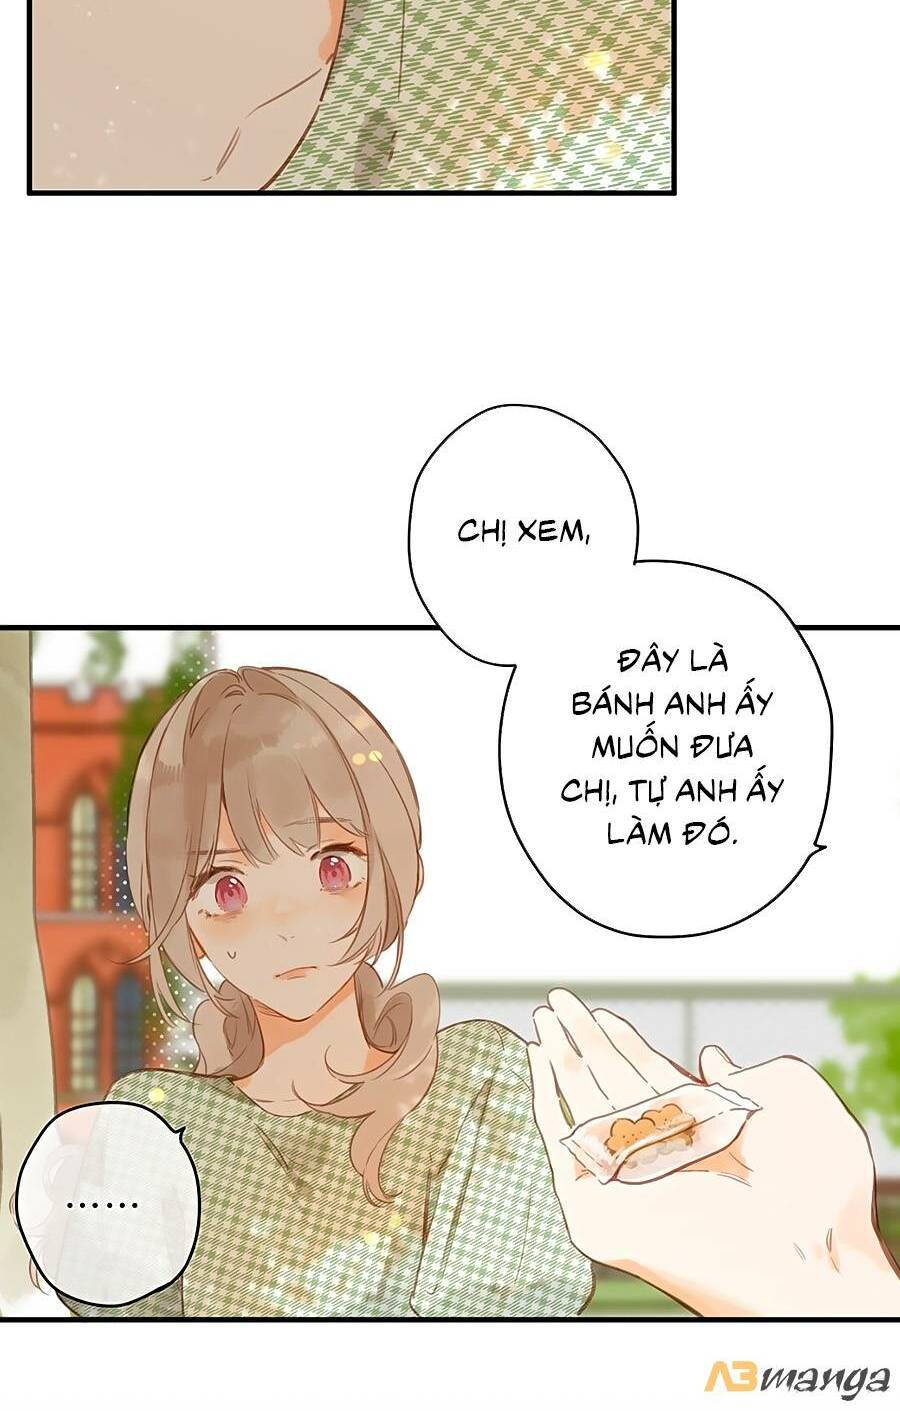 CHỊ XEM,
ĐÂY LÀ
BÁNH ANH ẤY
MUỐN ĐƯA
CHỊ, TỰ ANH ẤY
LÀM ĐÓ.
......
A3manga